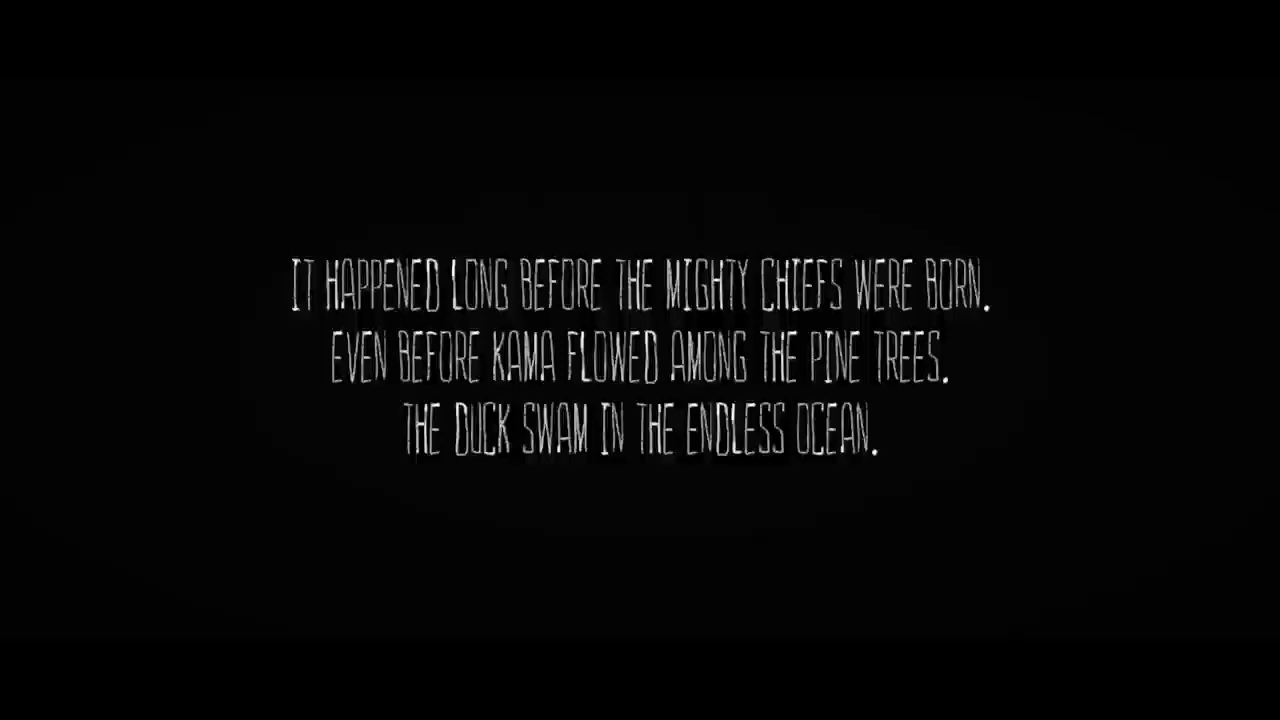 IT HAPPENED LONG BEFORE THE MIGHTY CHIEFS WERE BORN.
EVEN BEFORE KAMA FLOWED AMONG THE PINE TREES.
THE DUCK SWAM IN THE ENDLESS OCEAN.